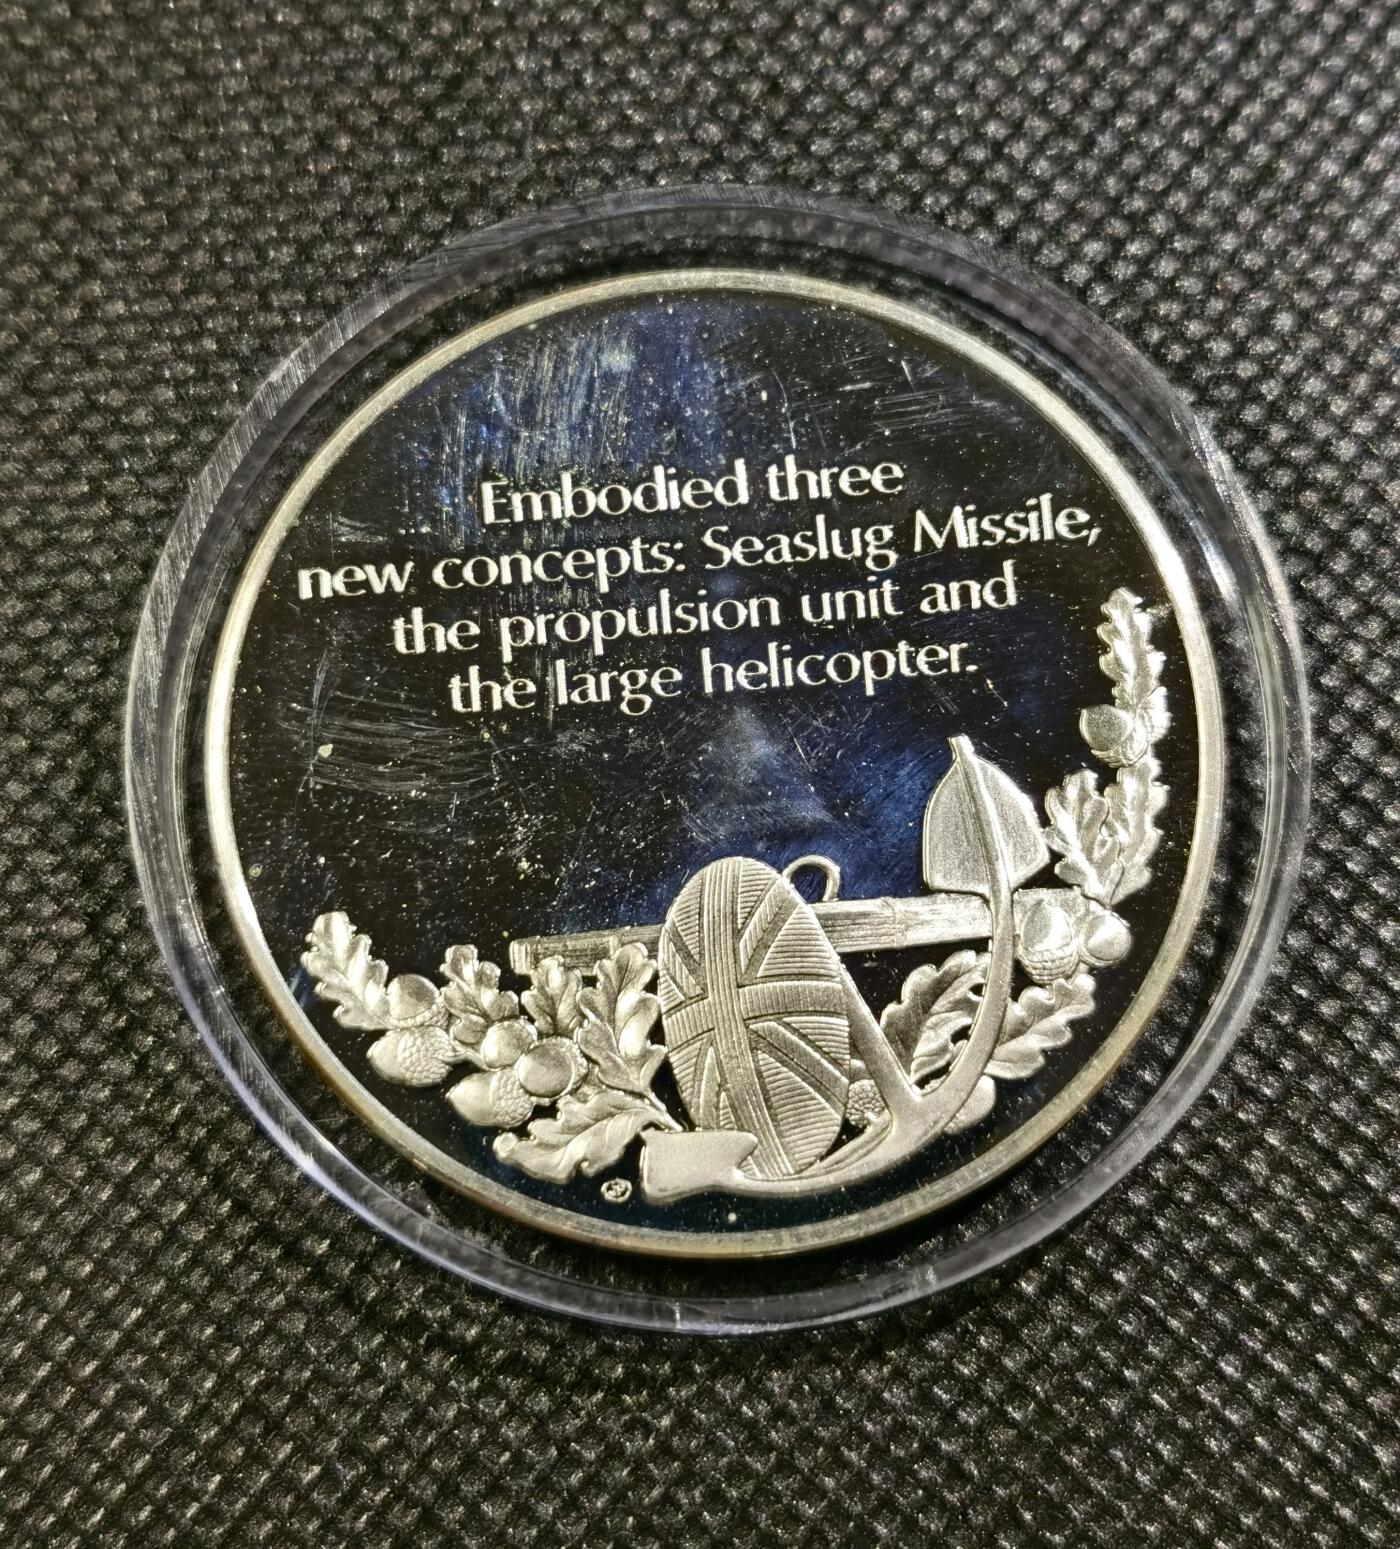 Embodied three
new concepts: Seaslug Missile,
the propulsion unit and
the large helicopter.